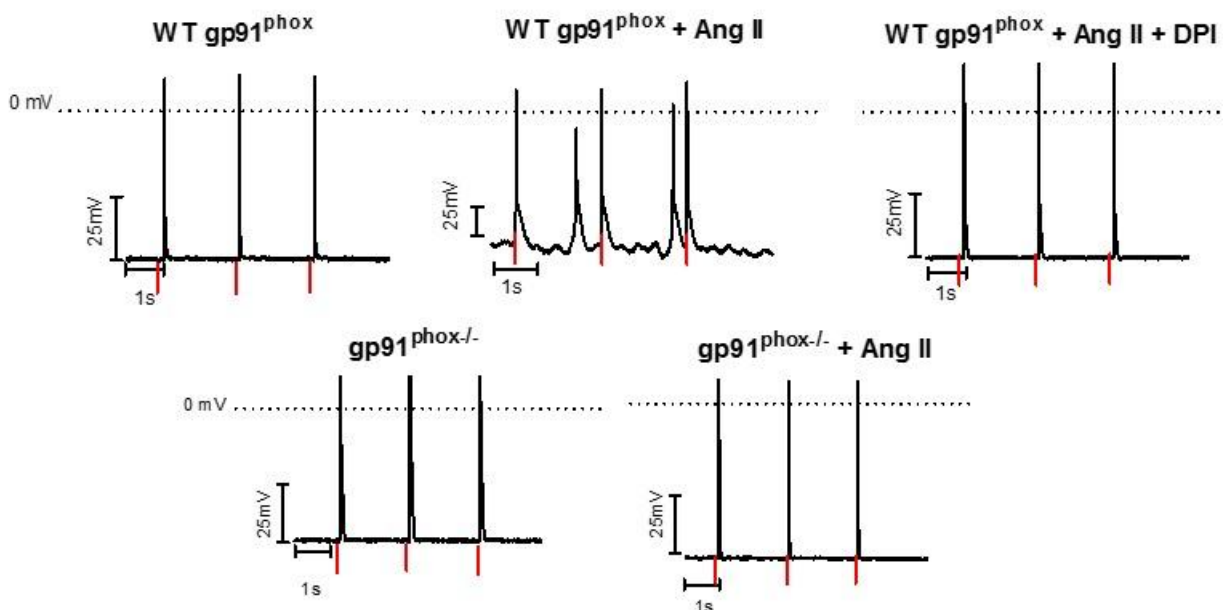 WT gp91phox
WT gp91phox + Ang II
WT gp91phox + Ang II + DPI
0 mV
25mV
1s
25mV
1s
25mV
1s
gp91phox-/-
gp91phox-/- + Ang II
0 mV
25mV
1s
25mV
1s